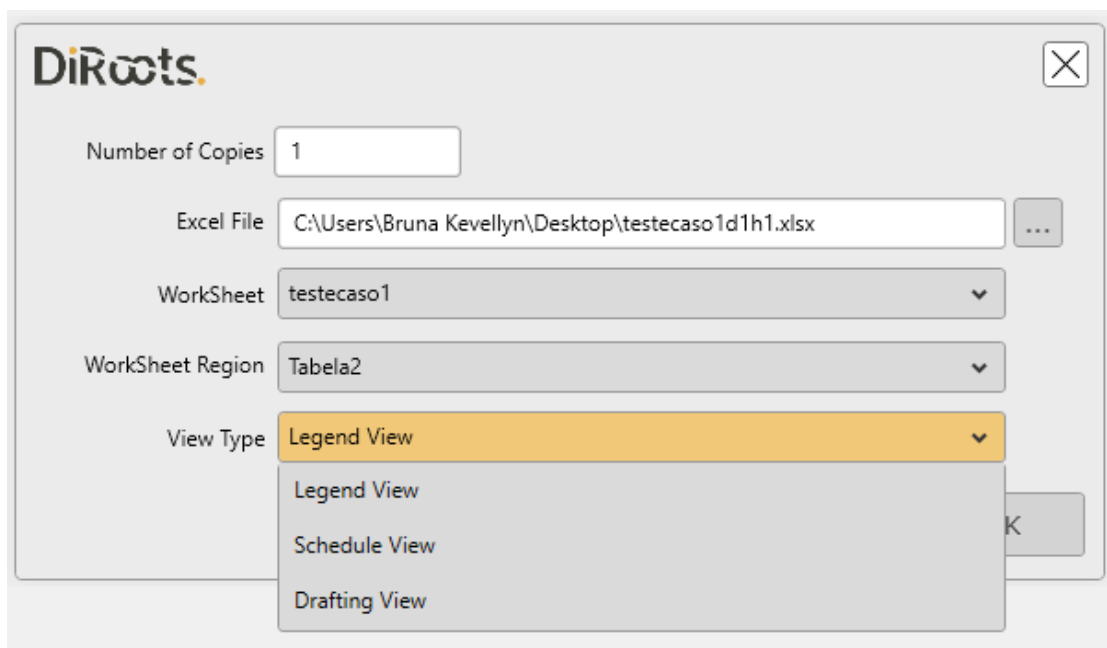 DiRoots.
Number of Copies 1
Excel File C:\Users\Bruna Kevellyn\Desktop\testecaso1d1h1.xlsx ...
WorkSheet testecaso1
WorkSheet Region Tabela2
View Type Legend View
Legend View
K
Schedule View
Drafting View